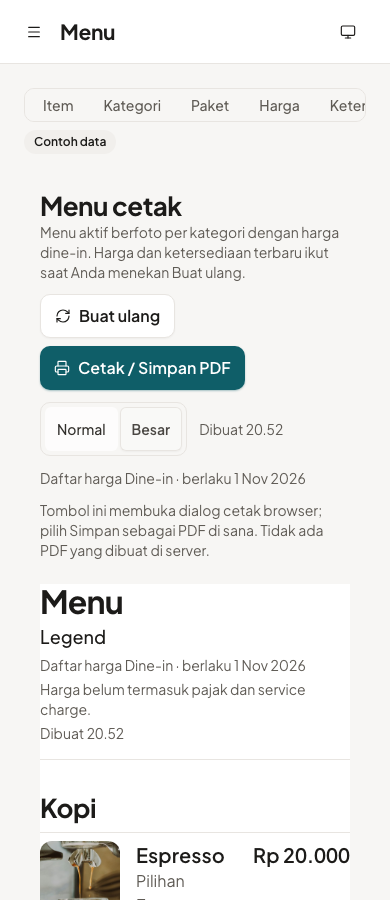 Menu
Item Kategori Paket Harga
Contoh data
Menu cetak
Menu aktif berfoto per kategori dengan harga
dine-in. Harga dan ketersediaan terbaru ikut
saat Anda menekan Buat ulang.
Buat ulang
Cetak / Simpan PDF
Normal Besar Dibuat 20.52
Daftar harga Dine-in · berlaku 1 Nov 2026
Tombol ini membuka dialog cetak browser;
pilih Simpan sebagai PDF di sana. Tidak ada
PDF yang dibuat di server.
Menu
Legend
Daftar harga Dine-in · berlaku 1 Nov 2026
Harga belum termasuk pajak dan service
charge.
Dibuat 20.52
Kopi
Espresso Rp 20.000
Pilihan